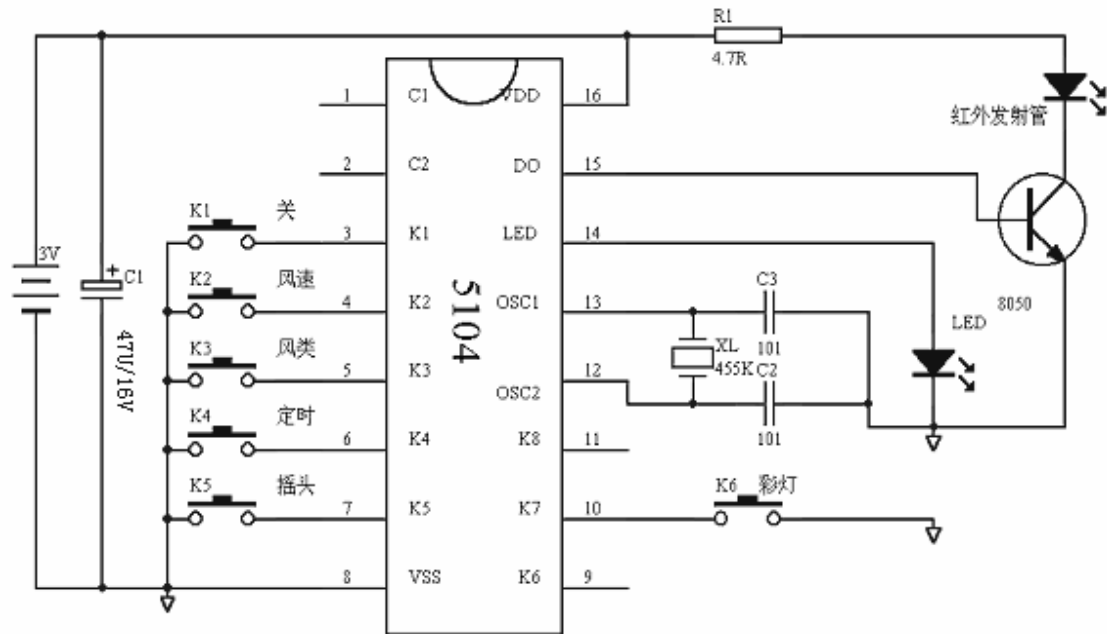 R1
4.7R
1
C1
VDD
16
红外发射管
2
C2
DO
15
K1
关
3
K1
LED
14
3V
C1
47U/16V
K2
风速
4
K2
OSC1
13
C3
101
8050
LED
K3
风类
5
K3
OSC2
12
XL
455K
C2
101
5104
K4
定时
6
K4
K8
11
K5
摇头
7
K5
K7
10
K6
彩灯
8
VSS
K6
9